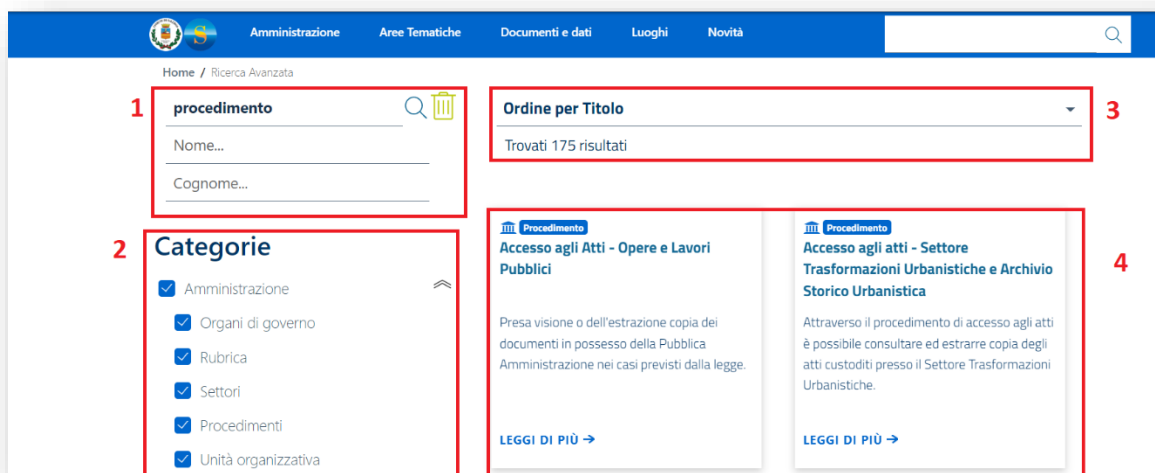 S
Amministrazione Aree Tematiche Documenti e dati Luoghi Novità
Home / Ricerca Avanzata
1
procedimento
Nome...
Cognome...
3
Ordine per Titolo
Trovati 175 risultati
2
Categorie
Amministrazione
Organi di governo
Rubrica
Settori
Procedimenti
Unità organizzativa
4
Procedimento
Accesso agli Atti - Opere e Lavori
Pubblici
Presa visione o dell'estrazione copia dei
documenti in possesso della Pubblica
Amministrazione nei casi previsti dalla legge.
LEGGI DI PIÙ →
Procedimento
Accesso agli atti - Settore
Trasformazioni Urbanistiche e Archivio
Storico Urbanistica
Attraverso il procedimento di accesso agli atti
è possibile consultare ed estrarre copia degli
atti custoditi presso il Settore Trasformazioni
Urbanistiche.
LEGGI DI PIÙ →